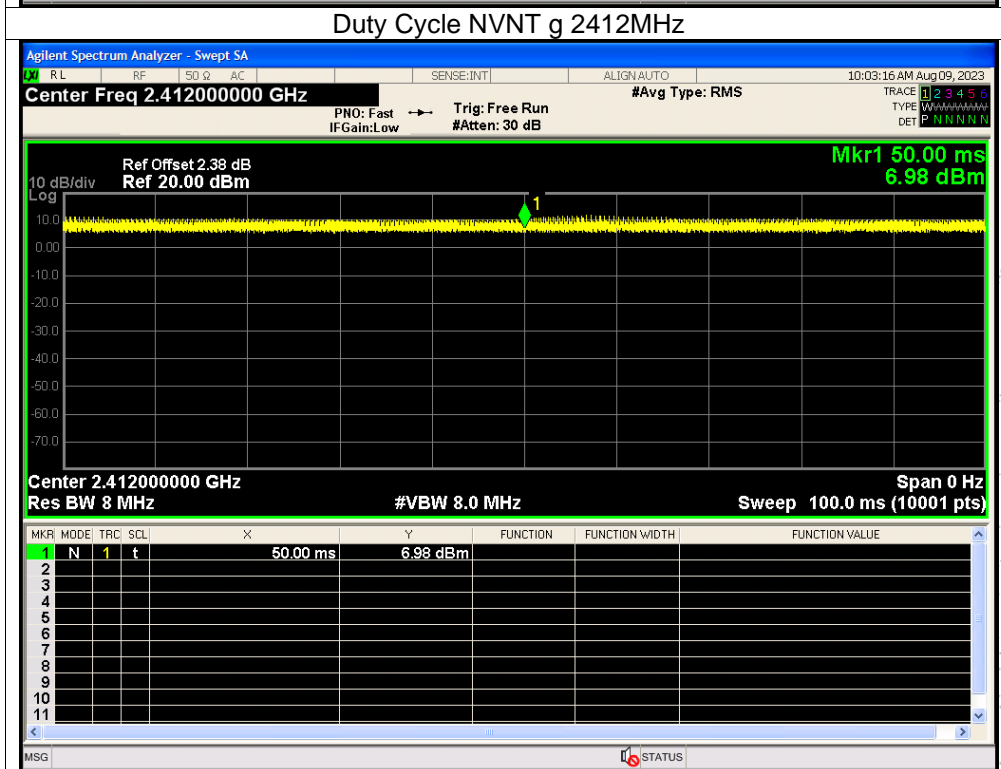 Duty Cycle NVNT g 2412MHz
Agilent Spectrum Analyzer - Swept SA
LXI RL RF 50 Ω AC SENSE:INT ALIGN AUTO 10:03:16 AM Aug 09, 2023
Center Freq 2.412000000 GHz #Avg Type: RMS TRACE 1 2 3 4 5 6
PNO: Fast Trig: Free Run TYPE WWWWWW
IFGain:Low #Atten: 30 dB DET P N N N N N
Mkr1 50.00 ms
Ref Offset 2.38 dB
10 dB/div Ref 20.00 dBm 6.98 dBm
Log
1
10.0
0.00
-10.0
-20.0
-30.0
-40.0
-50.0
-60.0
-70.0
Center 2.412000000 GHz Span 0 Hz
Res BW 8 MHz #VBW 8.0 MHz Sweep 100.0 ms (10001 pts)
MKR MODE TRC SCL X Y FUNCTION FUNCTION WIDTH FUNCTION VALUE
1 N 1 t 50.00 ms 6.98 dBm
2
3
4
5
6
7
8
9
10
11
MSG STATUS